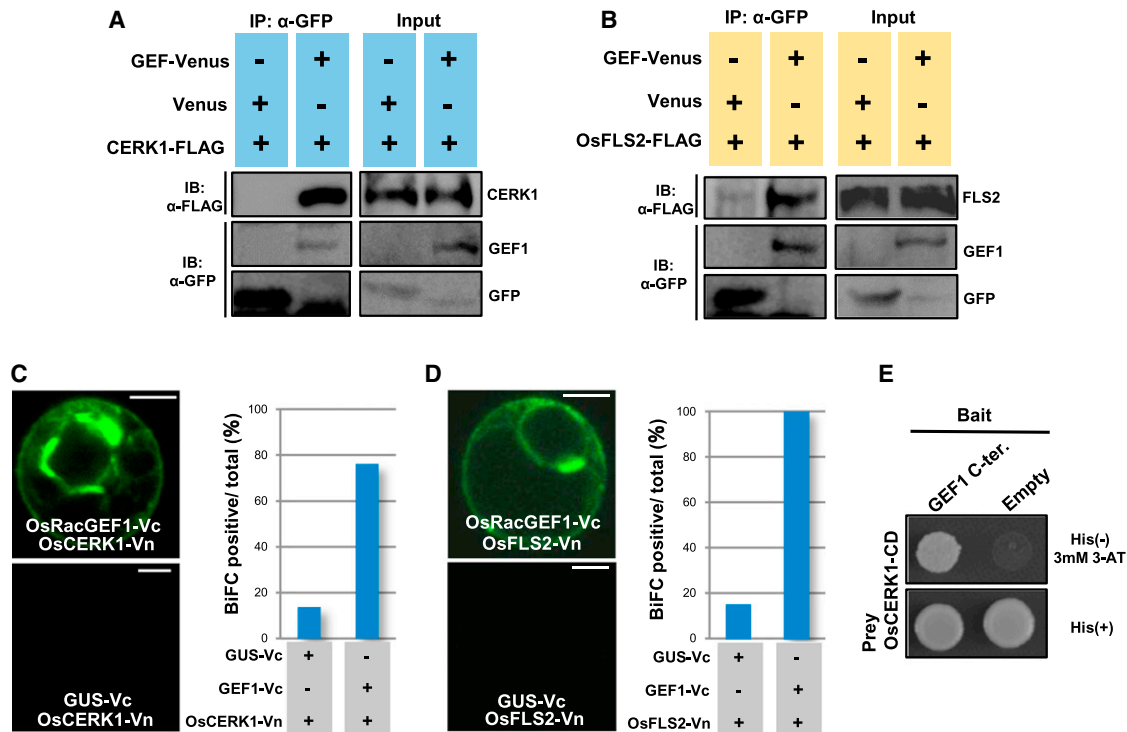 A
IP: α-GFP Input
GEF-Venus - + - +
Venus + - + -
CERK1-FLAG + + + +
IB: α-FLAG CERK1
GEF1
IB: α-GFP
GFP
B
IP: α-GFP Input
GEF-Venus - + - +
Venus + - + -
OsFLS2-FLAG + + + +
IB: α-FLAG FLS2
GEF1
IB: α-GFP
GFP
C
OsRacGEF1-Vc
OsCERK1-Vn
GUS-Vc
OsCERK1-Vn
BiFC positive/ total (%)
100
80
60
40
20
0
GUS-Vc + -
GEF1-Vc - +
OsCERK1-Vn + +
D
OsRacGEF1-Vc
OsFLS2-Vn
GUS-Vc
OsFLS2-Vn
BiFC positive/ total (%)
100
80
60
40
20
0
GUS-Vc + -
GEF1-Vc - +
OsFLS2-Vn + +
E
Bait
GEF1 C-ter. Empty
Prey
OsCERK1-CD
His(-)
3mM 3-AT
His(+)